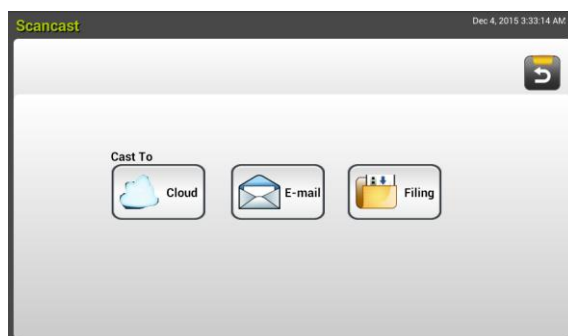 Scancast
Dec 4, 2015 3:33:14 AM
Cast To
Cloud
E-mail
Filing